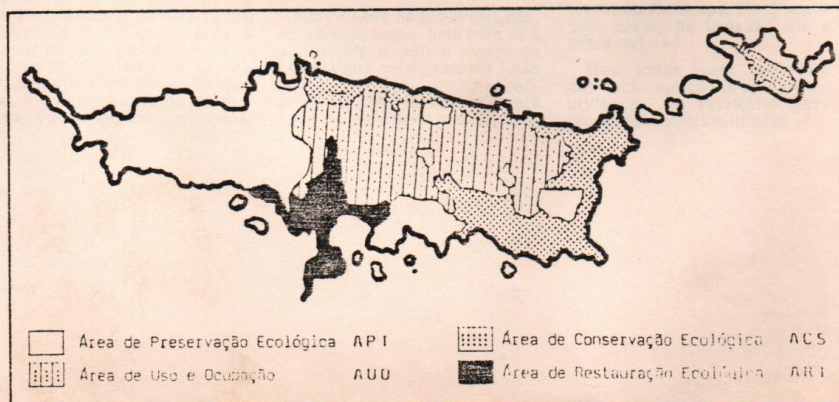 Área de Preservação Ecológica API
Área de Uso e Ocupação AUO
Área de Conservação Ecológica ACS
Área de Restauração Ecológica ARI